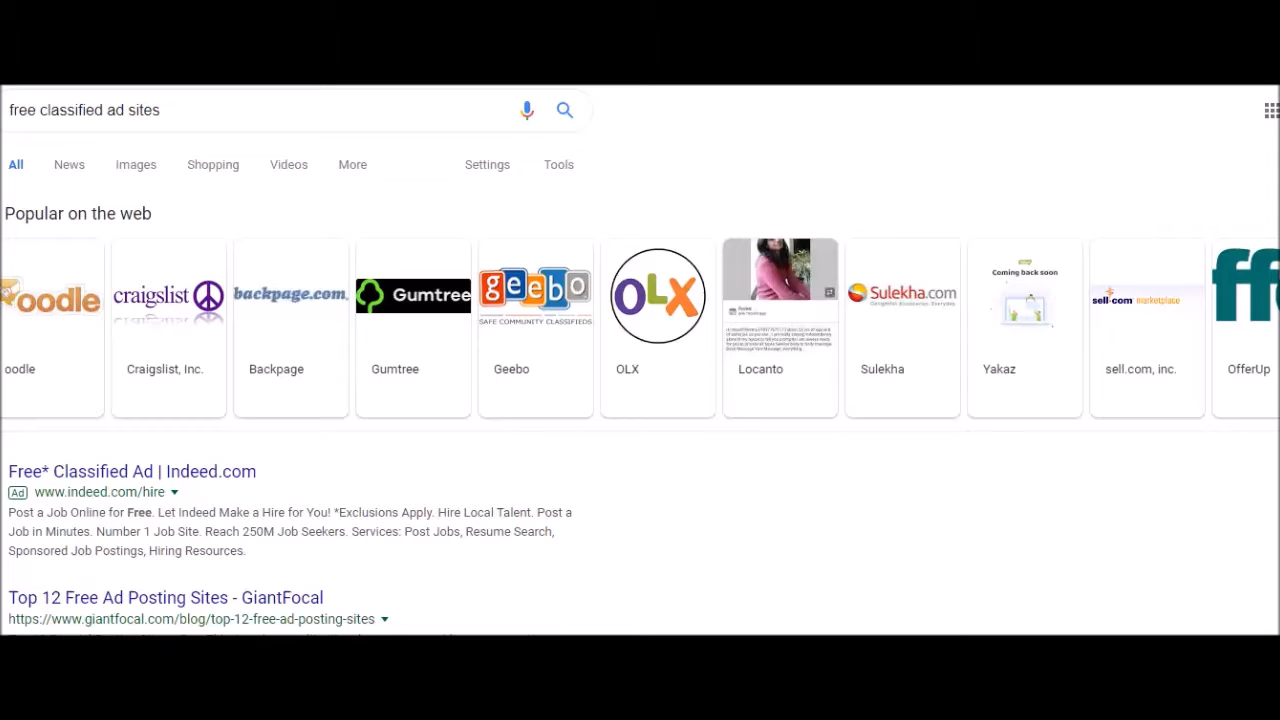 free classified ad sites
All News Images Shopping Videos More Settings Tools
Popular on the web
oodle
craigslist
backpage.com
Gumtree
geebo
SAFE COMMUNITY CLASSIFIEDS
OLX
Sulekha.com
Coming back soon
sell.com marketplace
off
oodle
Craigslist, Inc.
Backpage
Gumtree
Geebo
OLX
Locanto
Sulekha
Yakaz
sell.com, inc.
OfferUp
Free* Classified Ad | Indeed.com
Ad www.indeed.com/hire
Post a Job Online for Free. Let Indeed Make a Hire for You! *Exclusions Apply. Hire Local Talent. Post a
Job in Minutes. Number 1 Job Site. Reach 250M Job Seekers. Services: Post Jobs, Resume Search,
Sponsored Job Postings, Hiring Resources.
Top 12 Free Ad Posting Sites - GiantFocal
https://www.giantfocal.com/blog/top-12-free-ad-posting-sites